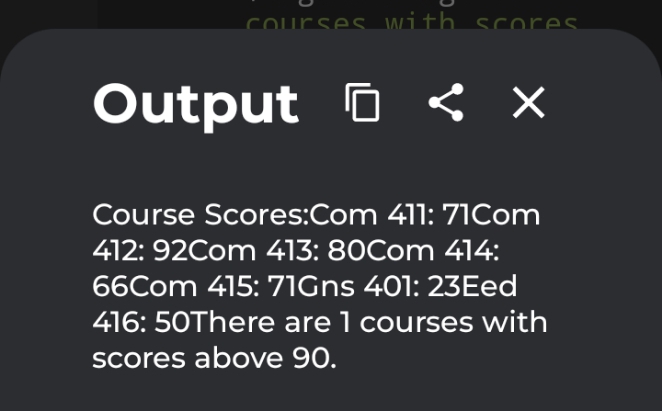 courses with scores
Output
Course Scores:Com 411: 71Com
412: 92Com 413: 80Com 414:
66Com 415: 71Gns 401: 23Eed
416: 50There are 1 courses with
scores above 90.